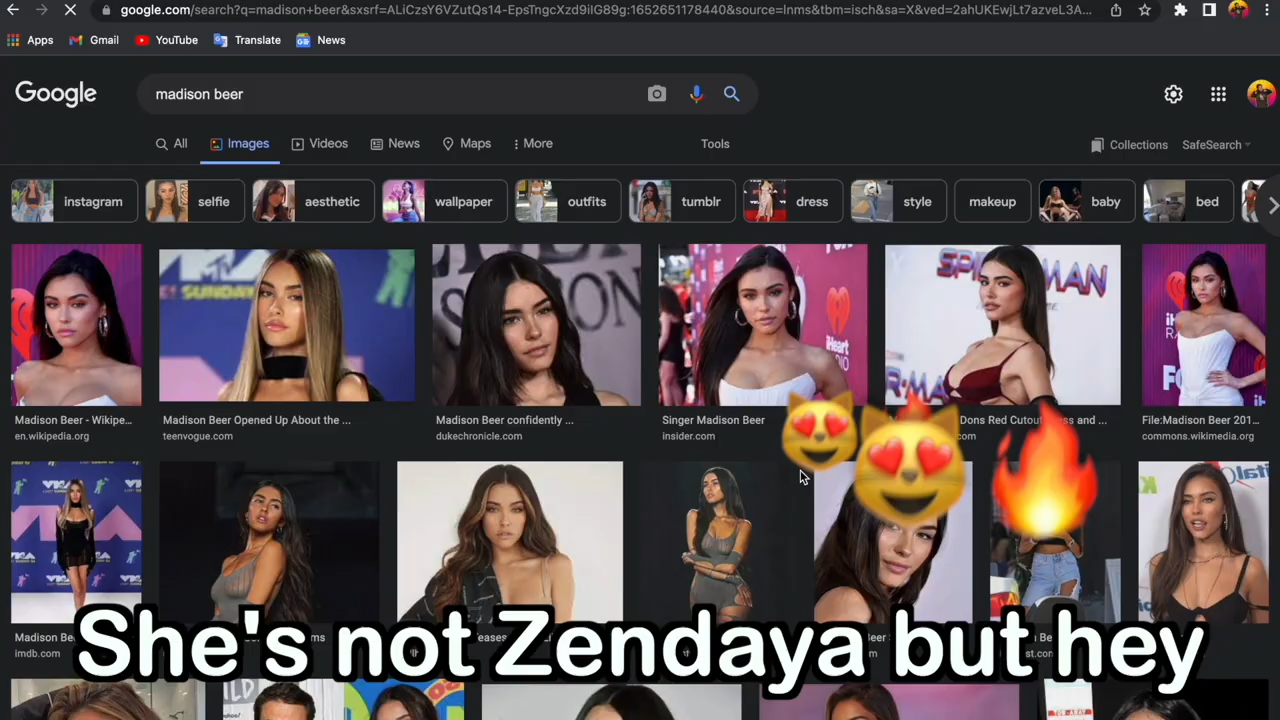 google.com/search?q=madison+beer&sxsrf=ALiCzsY6VZutQs14-EpsTngcXzd9iIG89g:1652651178440&source=lnms&tbm=isch&sa=X&ved=2ahUKEwjLt7azveL3A...
Apps Gmail YouTube Translate News
Google madison beer
All Images Videos News Maps More Tools Collections SafeSearch
instagram selfie aesthetic wallpaper outfits tumblr dress style makeup baby bed
Madison Beer - Wikipe... Madison Beer Opened Up About the ... Madison Beer confidently ... Singer Madison Beer Dons Red Cutout and ... File:Madison Beer 201...
en.wikipedia.org teenvogue.com dukechronicle.com insider.com commons.wikimedia.org
Madison Be
imdb.com
She's not Zendaya but hey